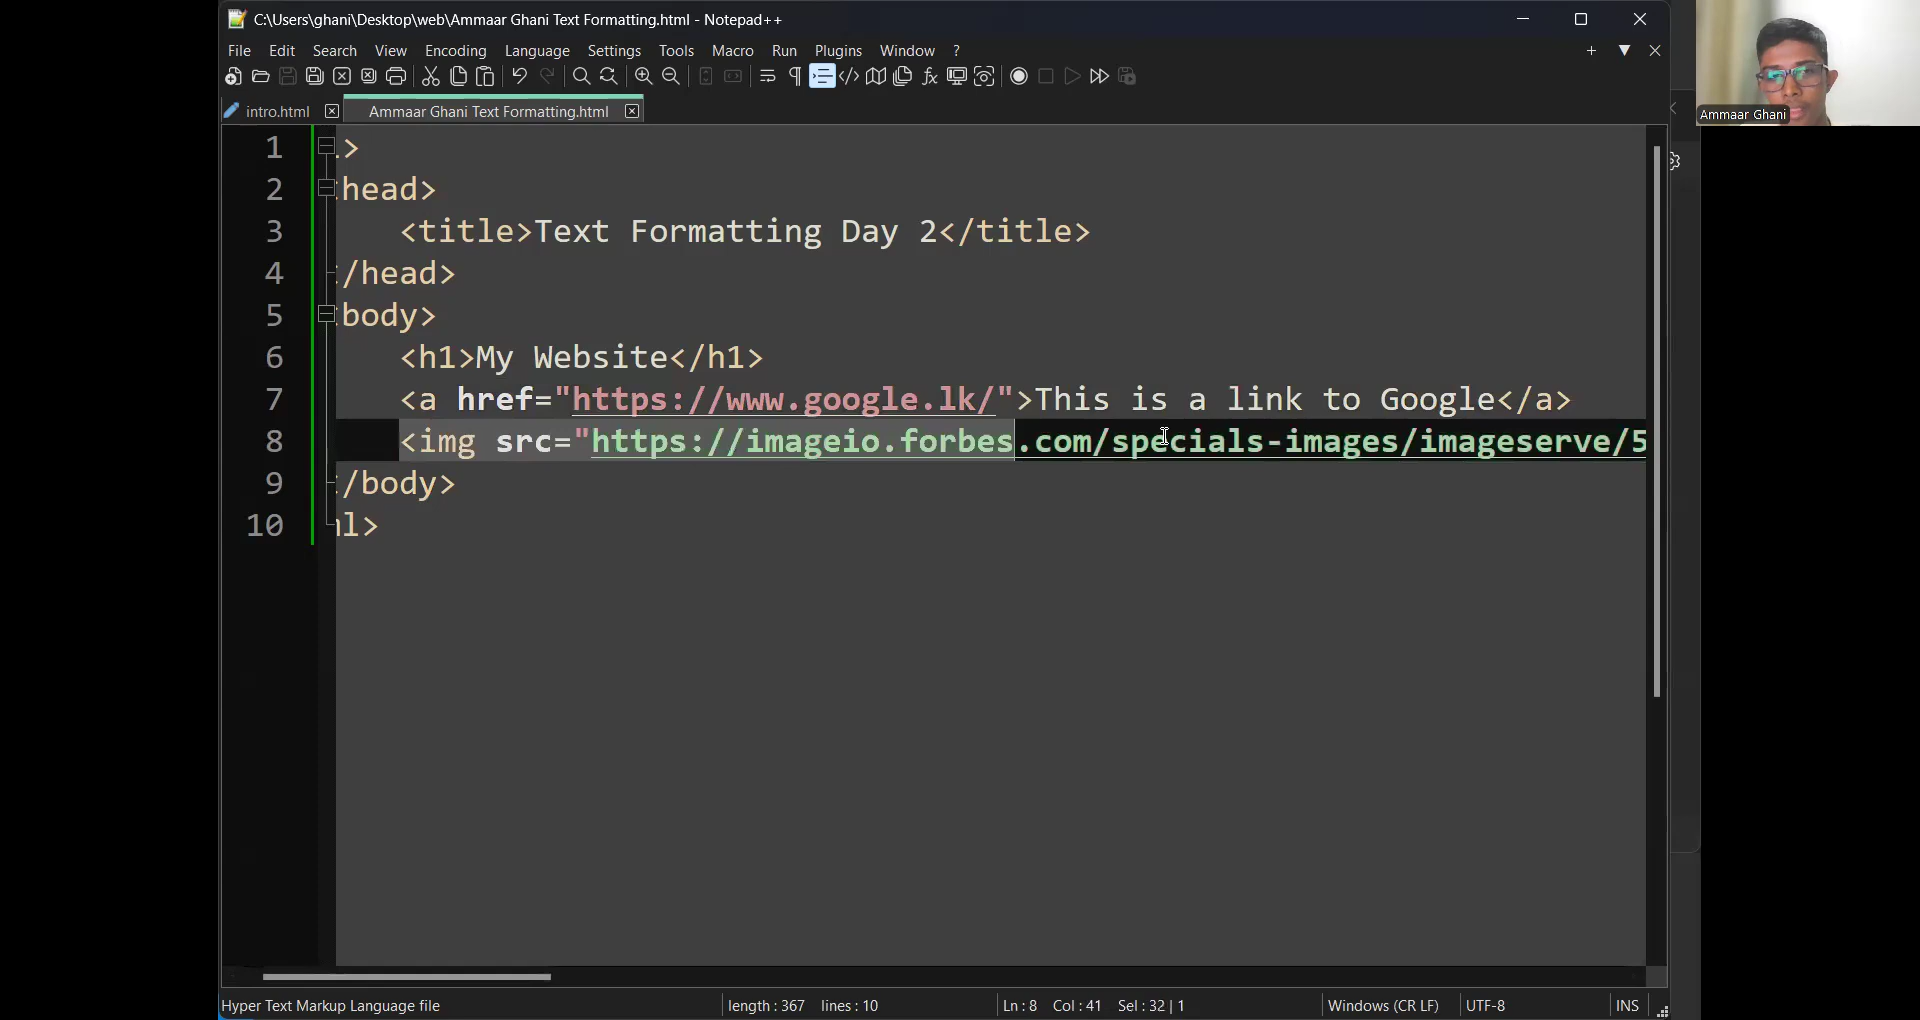 C:\Users\ghani\Desktop\web\Ammaar Ghani Text Formatting.html - Notepad++
File Edit Search View Encoding Language Settings Tools Macro Run Plugins Window ?
intro.html Ammaar Ghani Text Formatting.html
Ammaar Ghani
1 l>
2 <head>
3 <title>Text Formatting Day 2</title>
4 </head>
5 <body>
6 <h1>My Website</h1>
7 <a href="https://www.google.lk/">This is a link to Google</a>
8 <img src="https://imageio.forbes.com/specials-images/imageserve/5
9 </body>
10 ml>
Hyper Text Markup Language file length : 367 lines : 10 Ln : 8 Col : 41 Sel : 32 | 1 Windows (CR LF) UTF-8 INS